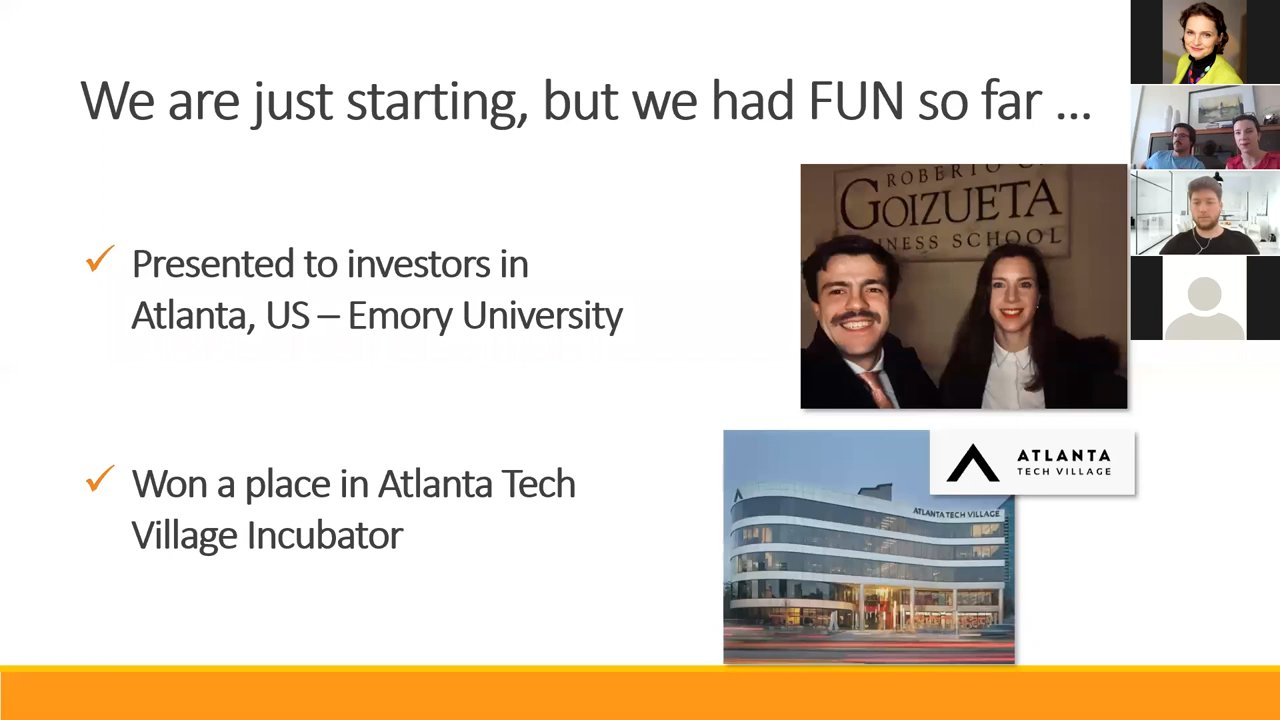 We are just starting, but we had FUN so far ...
✓ Presented to investors in
Atlanta, US – Emory University
ROBERTO C.
GOIZUETA
INESS SCHOOL
✓ Won a place in Atlanta Tech
Village Incubator
ATLANTA
TECH VILLAGE
ATLANTA TECH VILLAGE